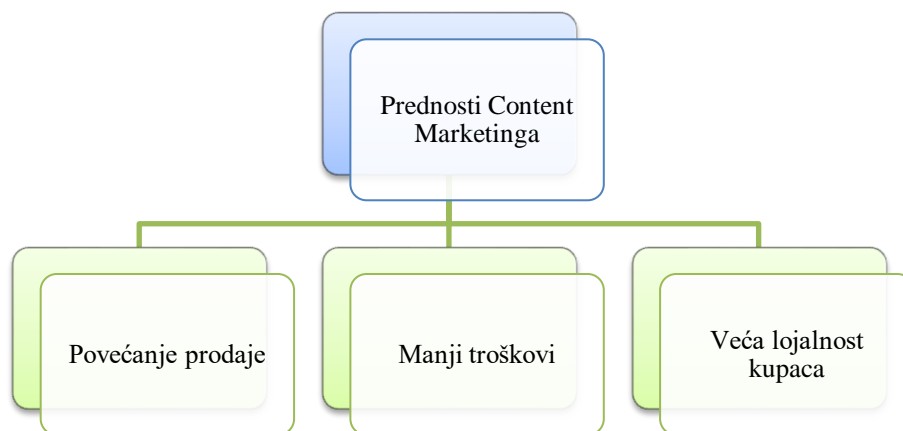 Prednosti Content
Marketinga
Povećanje prodaje
Manji troškovi
Veća lojalnost
kupaca